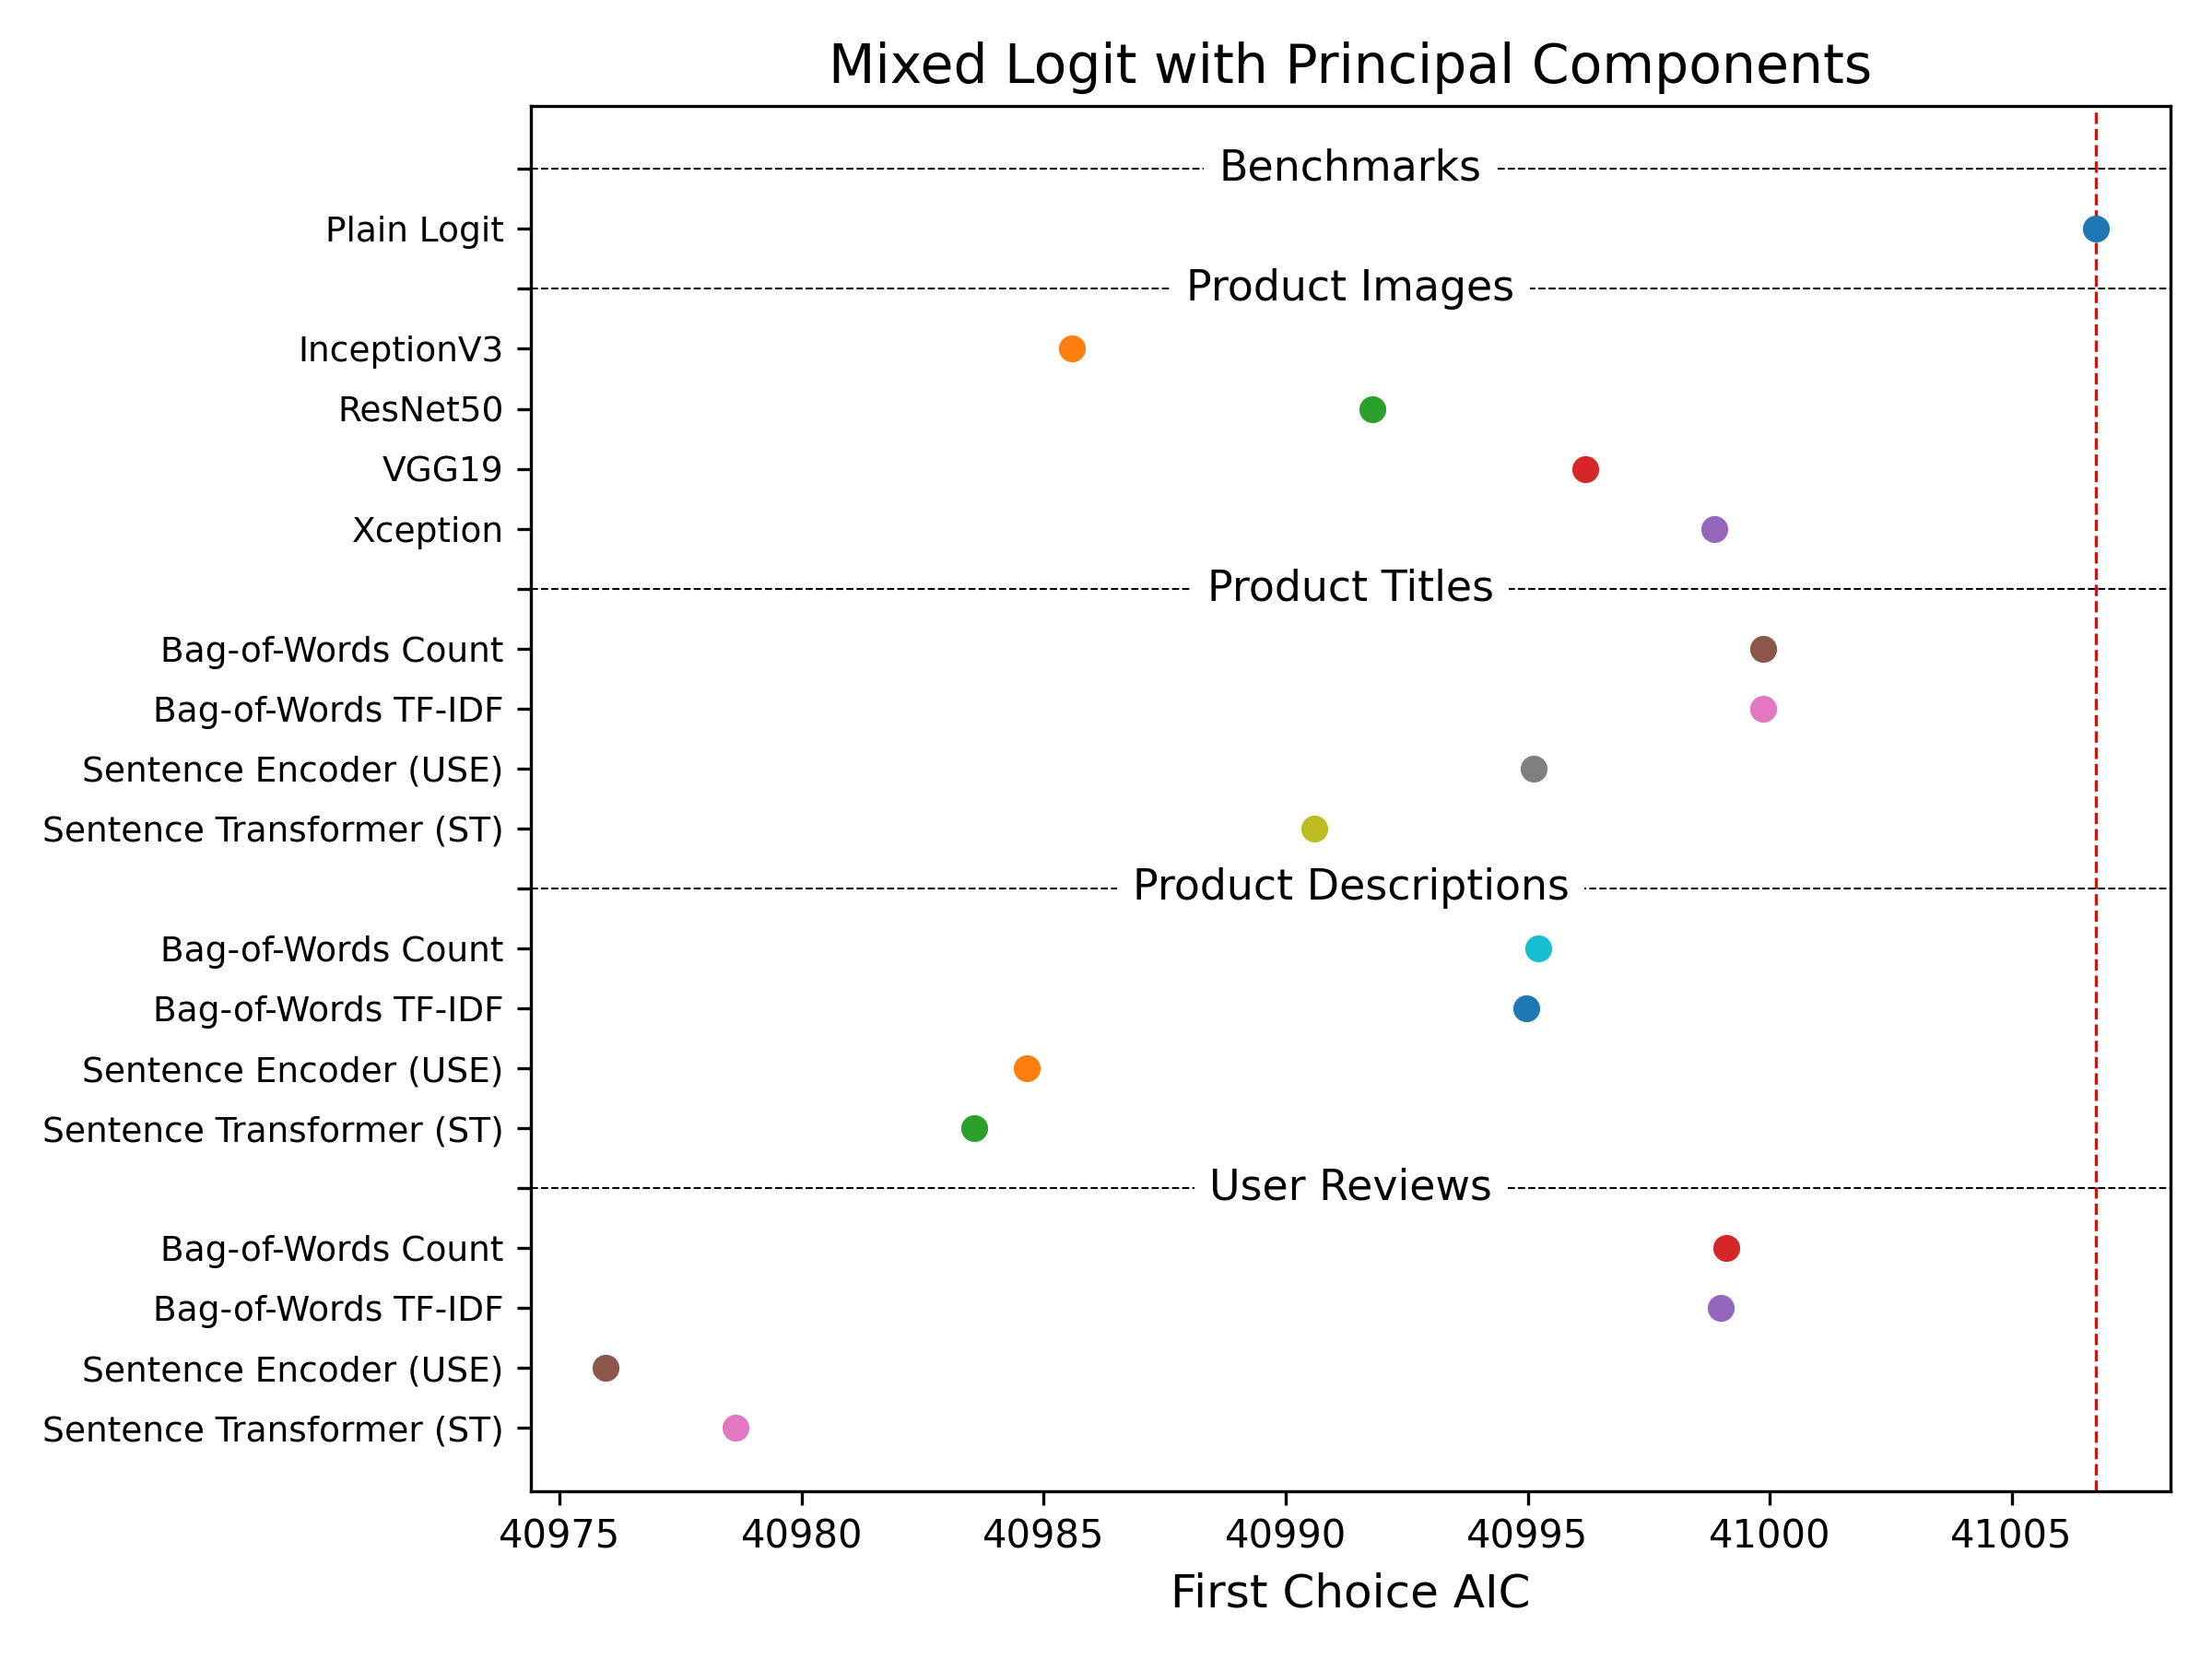 Mixed Logit with Principal Components
Benchmarks
Plain Logit
Product Images
InceptionV3
ResNet50
VGG19
Xception
Product Titles
Bag-of-Words Count
Bag-of-Words TF-IDF
Sentence Encoder (USE)
Sentence Transformer (ST)
Product Descriptions
Bag-of-Words Count
Bag-of-Words TF-IDF
Sentence Encoder (USE)
Sentence Transformer (ST)
User Reviews
Bag-of-Words Count
Bag-of-Words TF-IDF
Sentence Encoder (USE)
Sentence Transformer (ST)
40975 40980 40985 40990 40995 41000 41005
First Choice AIC